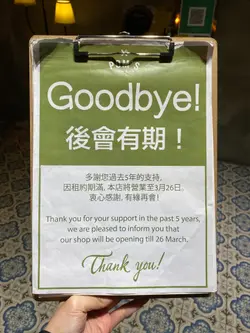 Goodbye!
後會有期！
多謝您過去5年的支持,
因租約期滿, 本店將營業至3月26日,
衷心感謝, 有緣再會!
Thank you for your support in the past 5 years,
we are pleased to inform you that
our shop will be opening till 26 March.
Thank you!